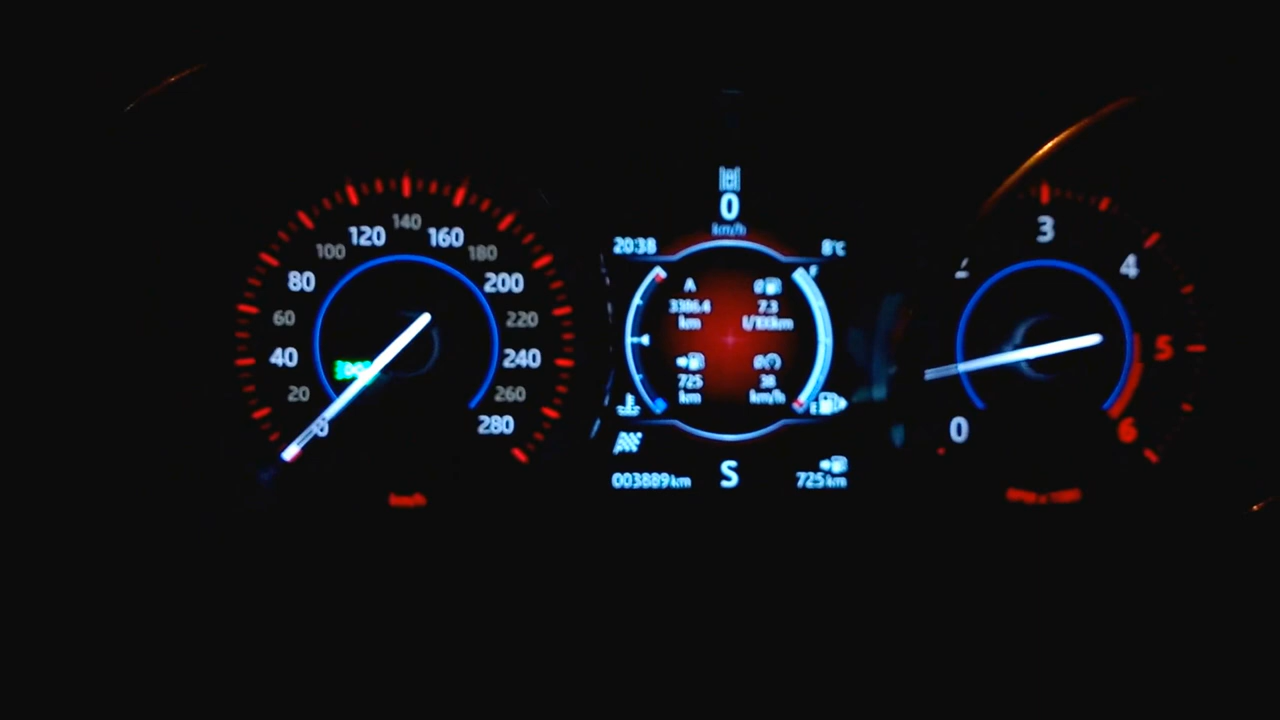 140
120 160
100 180
80 200
60 220
40 240
20 260
0 280
km/h
0
km/h
20:38 8°c
A 7.3
km l/100km
725 38
km km/h
F
E
003889 km S 725 km
3
4
5
0 6